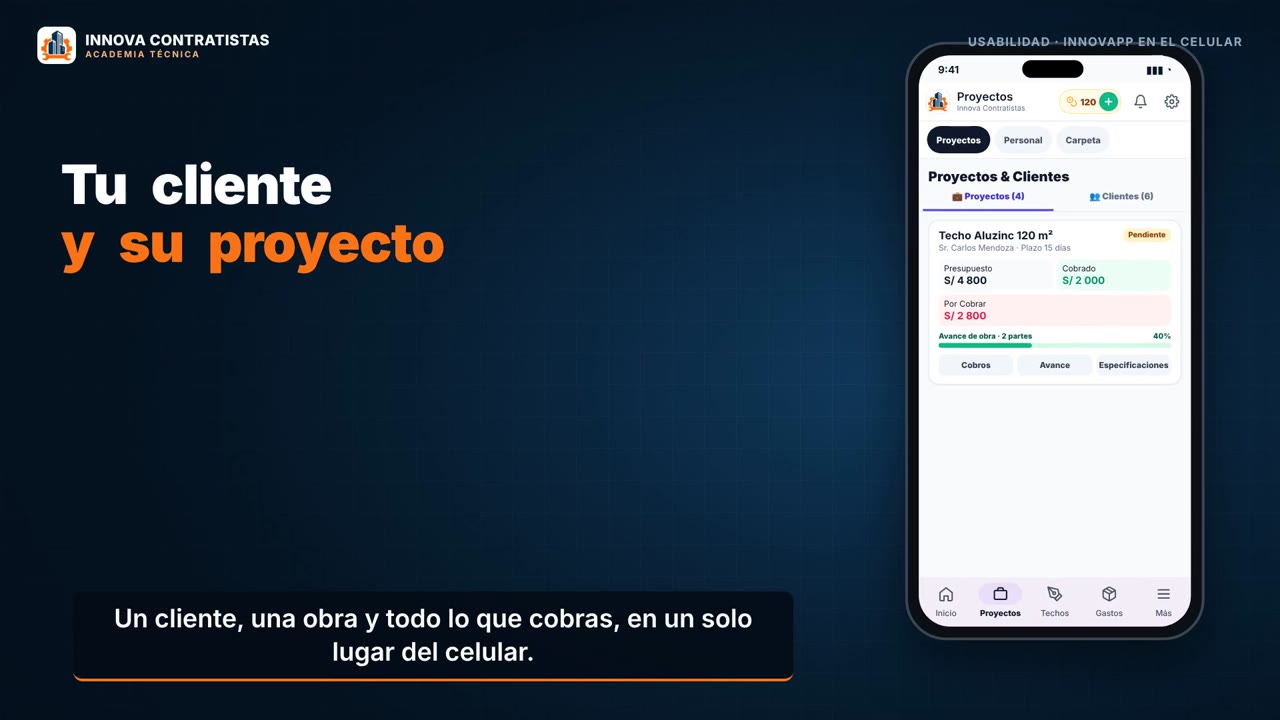 INNOVA CONTRATISTAS
ACADEMIA TÉCNICA
USABILIDAD · INNOVAPP EN EL CELULAR
Tu cliente
y su proyecto
9:41
Proyectos
Innova Contratistas
120
Proyectos
Personal
Carpeta
Proyectos & Clientes
Proyectos (4)
Clientes (6)
Techo Aluzinc 120 m²
Pendiente
Sr. Carlos Mendoza · Plazo 15 días
Presupuesto
S/ 4 800
Cobrado
S/ 2 000
Por Cobrar
S/ 2 800
Avance de obra · 2 partes
40%
Cobros
Avance
Especificaciones
Inicio
Proyectos
Techos
Gastos
Más
Un cliente, una obra y todo lo que cobras, en un solo
lugar del celular.